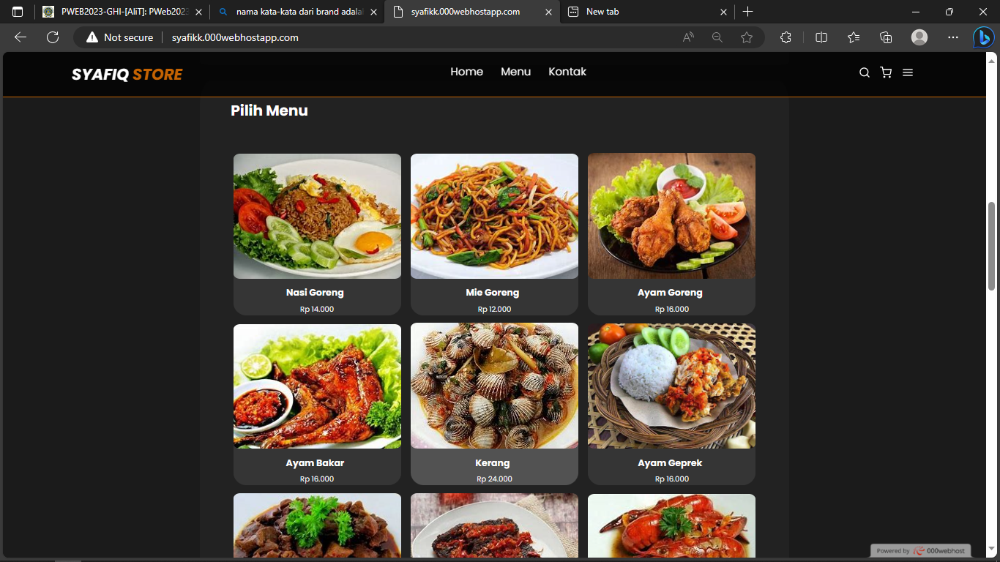 PWEB2023-GHI-[AliT]: PWeb2023
nama kata-kata dari brand adalal
syafikk.000webhostapp.com
New tab
Not secure
syafikk.000webhostapp.com
SYAFIQ STORE
Home
Menu
Kontak
Pilih Menu
Nasi Goreng
Rp 14.000
Mie Goreng
Rp 12.000
Ayam Goreng
Rp 16.000
Ayam Bakar
Rp 16.000
Kerang
Rp 24.000
Ayam Geprek
Rp 16.000
Powered by 000webhost